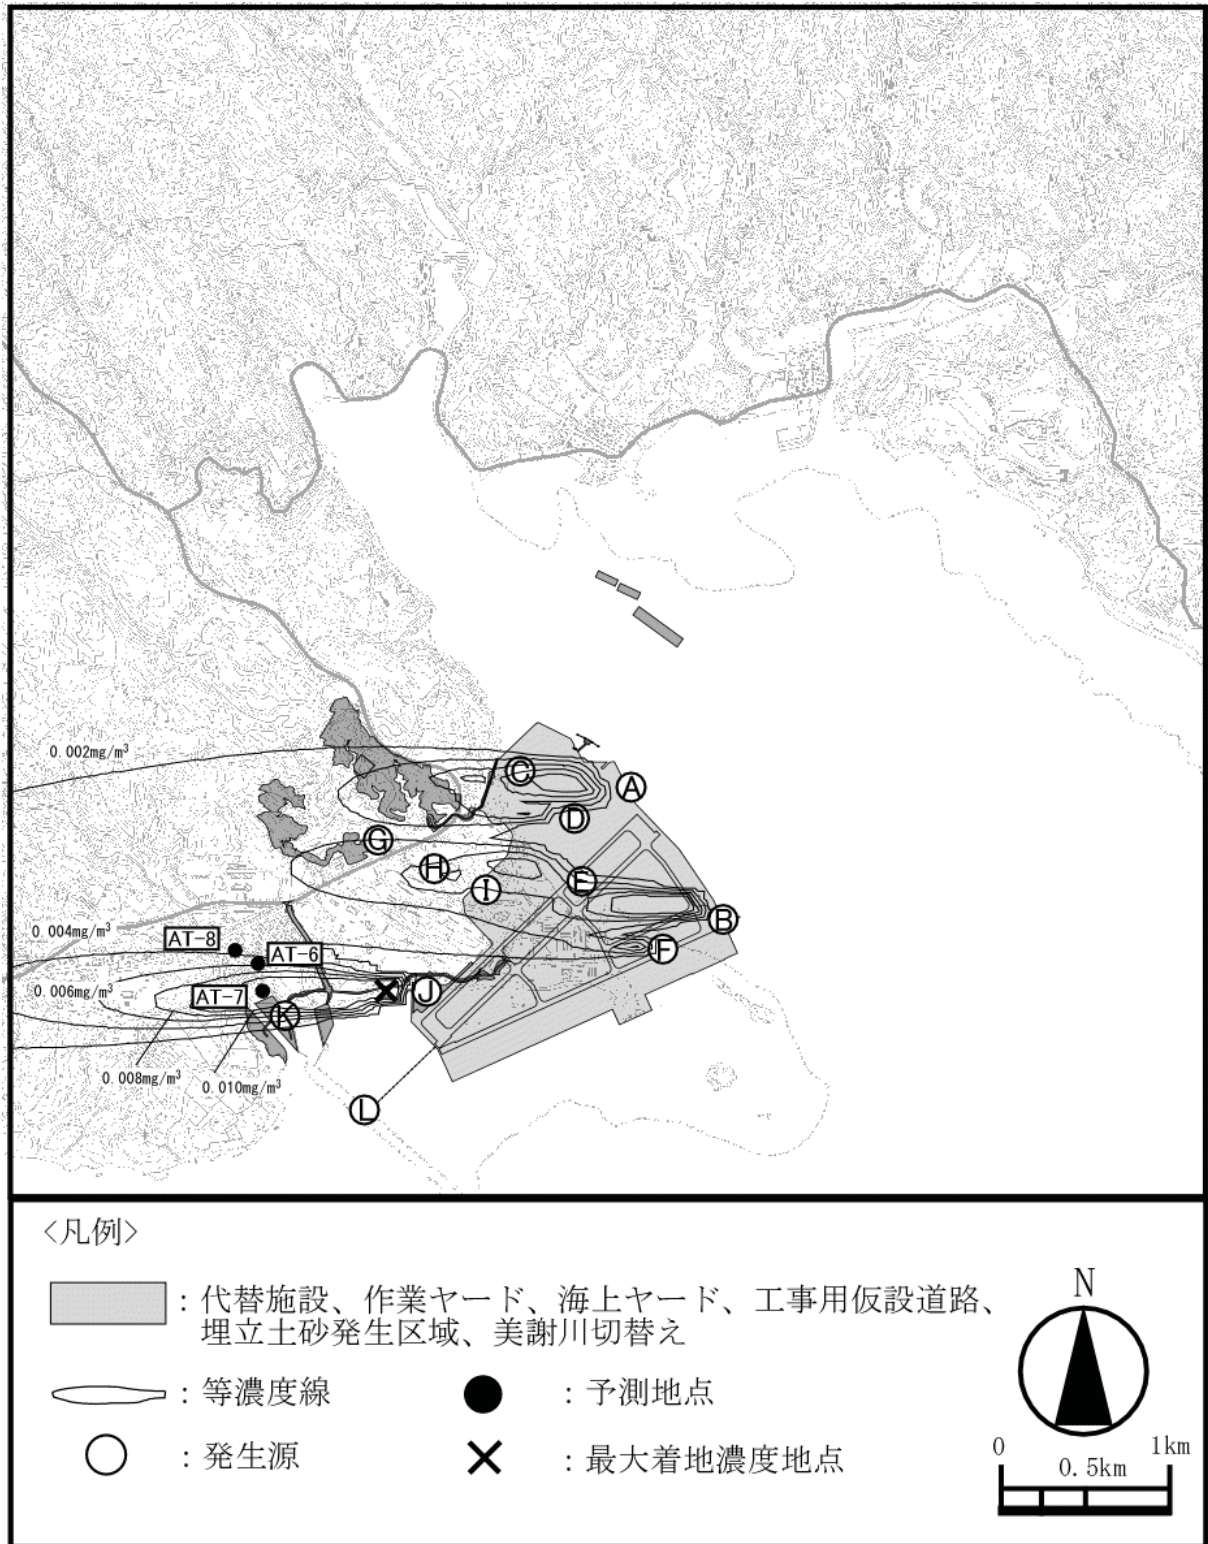 0.002mg/m³
Ⓒ
Ⓐ
Ⓓ
Ⓖ
Ⓗ
Ⓔ
Ⓘ
Ⓑ
0.004mg/m³
AT-8
AT-6
Ⓕ
0.006mg/m³
AT-7
Ⓙ
Ⓚ
0.008mg/m³
0.010mg/m³
Ⓛ
<凡例>
：代替施設、作業ヤード、海上ヤード、工事用仮設道路、
埋立土砂発生区域、美謝川切替え
：等濃度線
：予測地点
：発生源
：最大着地濃度地点
N
0
1km
0.5km